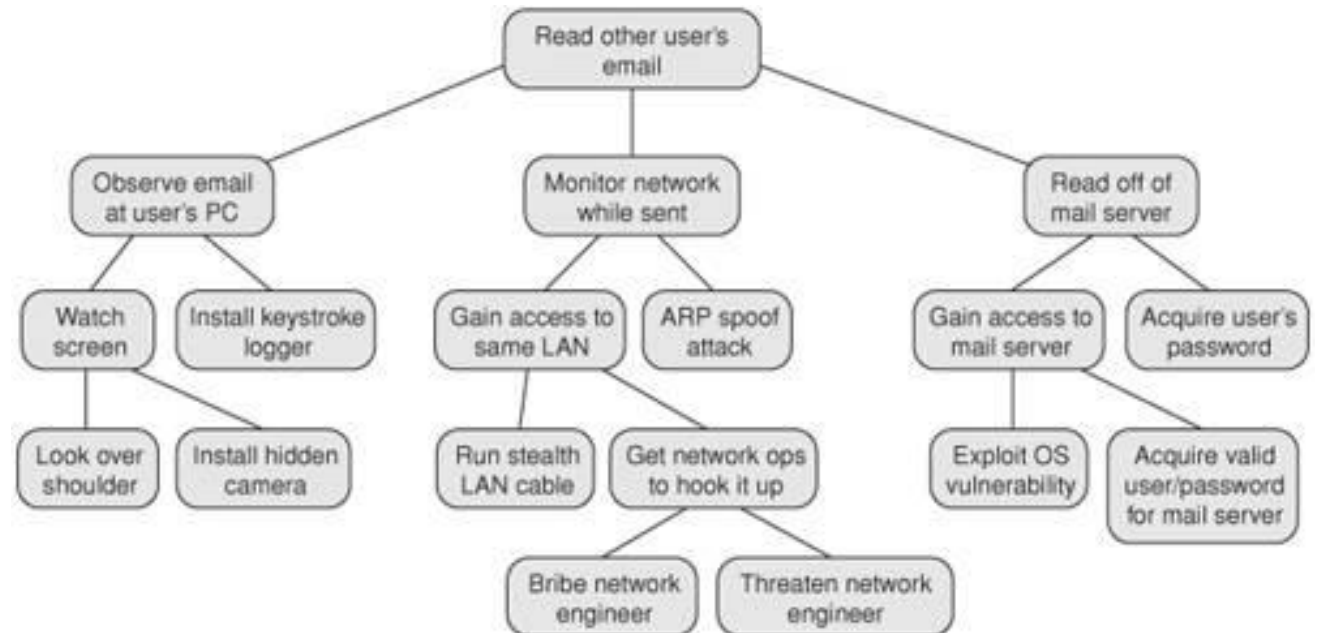 Read other user's
email
Observe email
at user's PC
Monitor network
while sent
Read off of
mail server
Watch
screen
Install keystroke
logger
Gain access to
same LAN
ARP spoof
attack
Gain access to
mail server
Acquire user's
password
Look over
shoulder
Install hidden
camera
Run stealth
LAN cable
Get network ops
to hook it up
Exploit OS
vulnerability
Acquire valid
user/password
for mail server
Bribe network
engineer
Threaten network
engineer